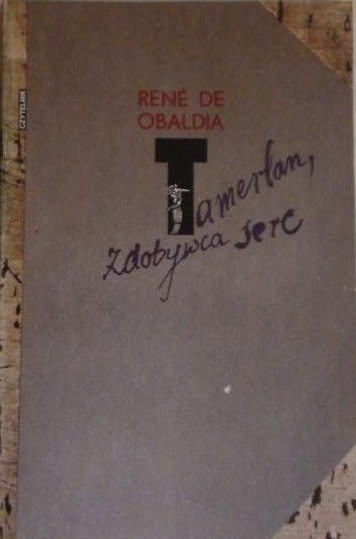 CZYTELNIK
RENÉ DE
OBALDIA
Tamerlan,
Zdobywca serc